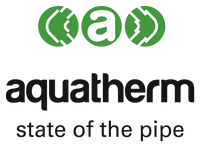 a
aquatherm
state of the pipe